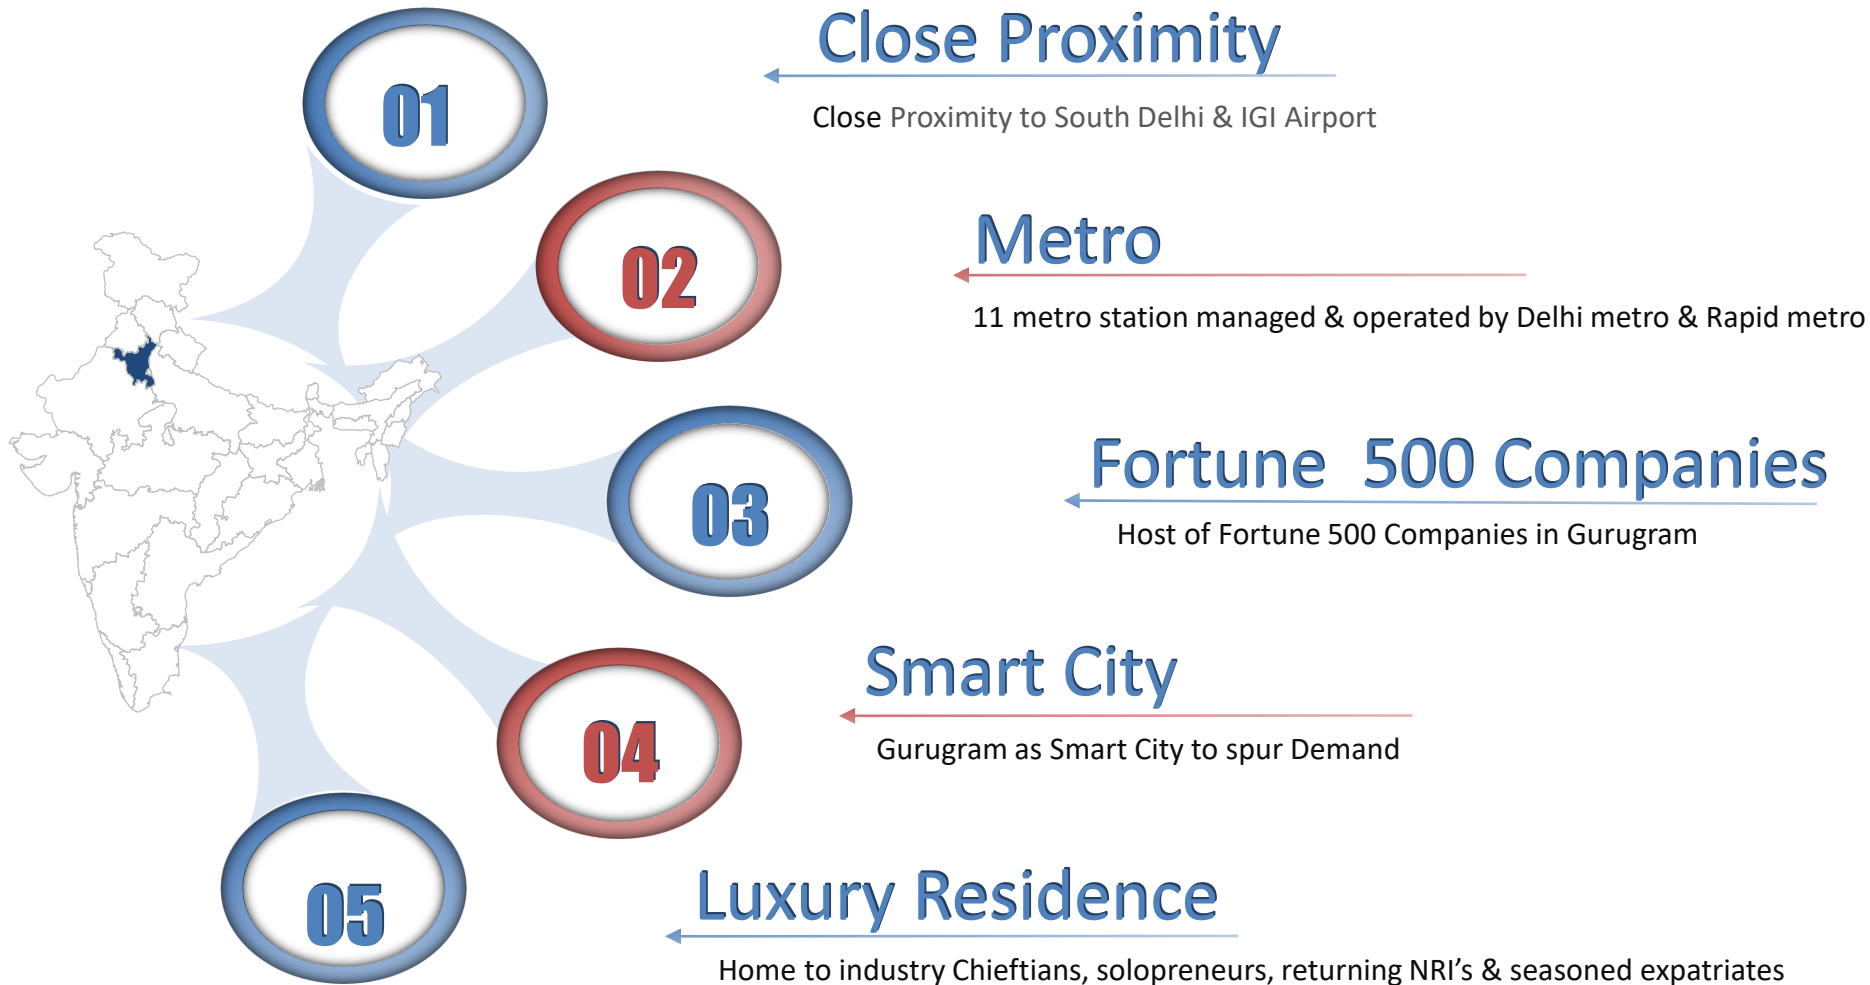 01
Close Proximity
Close Proximity to South Delhi & IGI Airport
02
Metro
11 metro station managed & operated by Delhi metro & Rapid metro
03
Fortune 500 Companies
Host of Fortune 500 Companies in Gurugram
04
Smart City
Gurugram as Smart City to spur Demand
05
Luxury Residence
Home to industry Chieftians, solopreneurs, returning NRI’s & seasoned expatriates